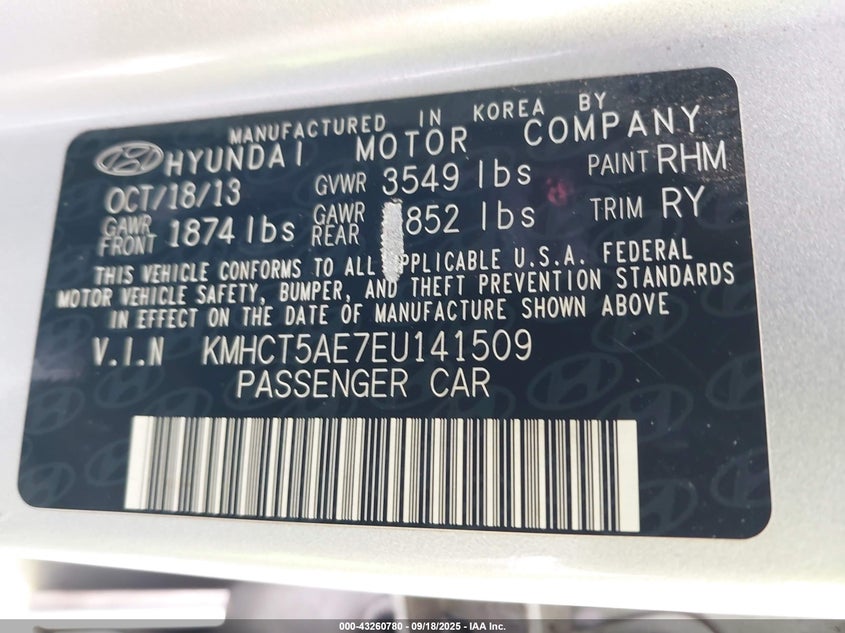 MANUFACTURED IN KOREA BY
HYUNDAI MOTOR COMPANY
OCT/18/13 GVWR 3549 lbs PAINT RHM
GAWR FRONT 1874 lbs GAWR REAR 852 lbs TRIM RY
THIS VEHICLE CONFORMS TO ALL APPLICABLE U.S.A. FEDERAL
MOTOR VEHICLE SAFETY, BUMPER, AND THEFT PREVENTION STANDARDS
IN EFFECT ON THE DATE OF MANUFACTURE SHOWN ABOVE
V.I.N KMHCT5AE7EU141509
PASSENGER CAR
000-43260780 - 09/18/2025 - IAA Inc.